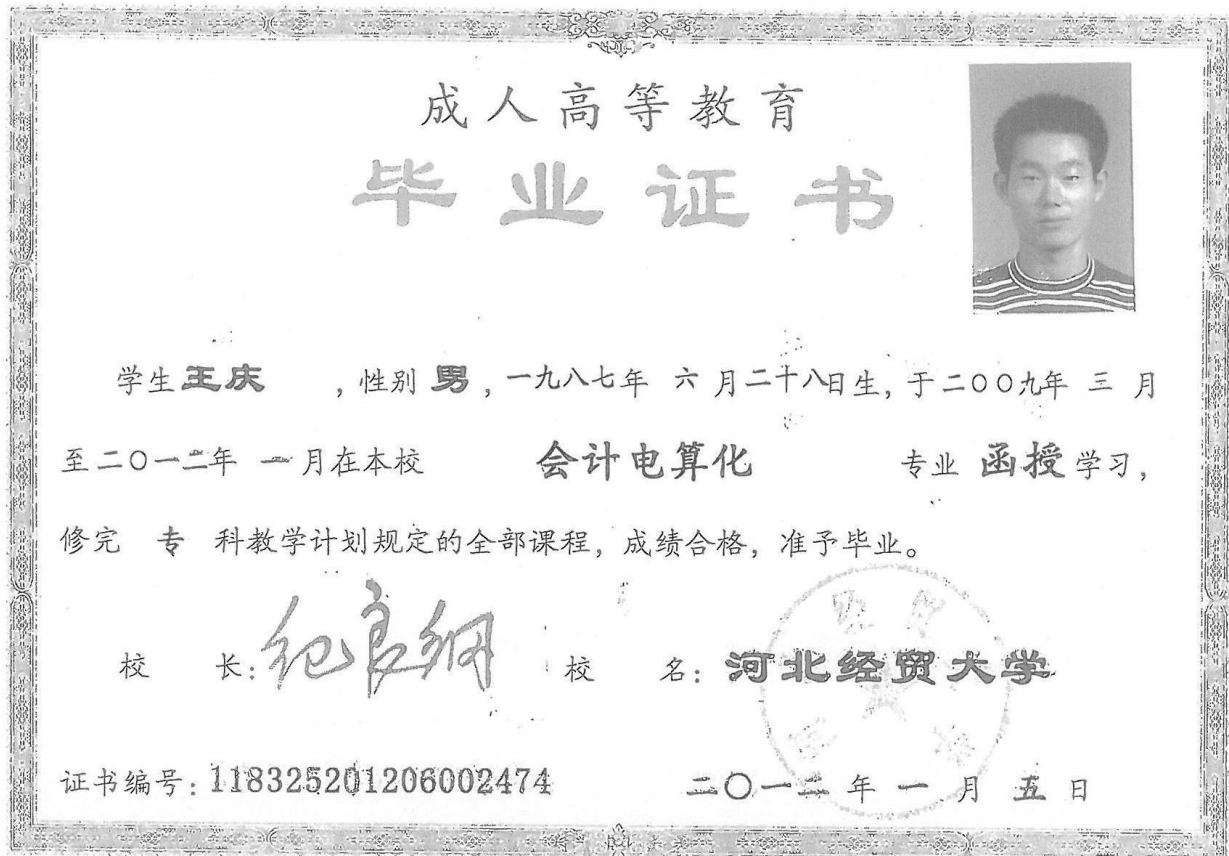 成人高等教育
毕业证书
学生王庆 ,性别 男,一九八七年 六 月二十八日生,于二〇〇九年 三 月
至二〇一二年 一月在本校 会计电算化 专业 函授学习,
修完 专 科教学计划规定的全部课程,成绩合格,准予毕业。
校 长:纪良纲 校 名:河北经贸大学
证书编号:118325201206002474 二〇一二 年 一 月 五 日